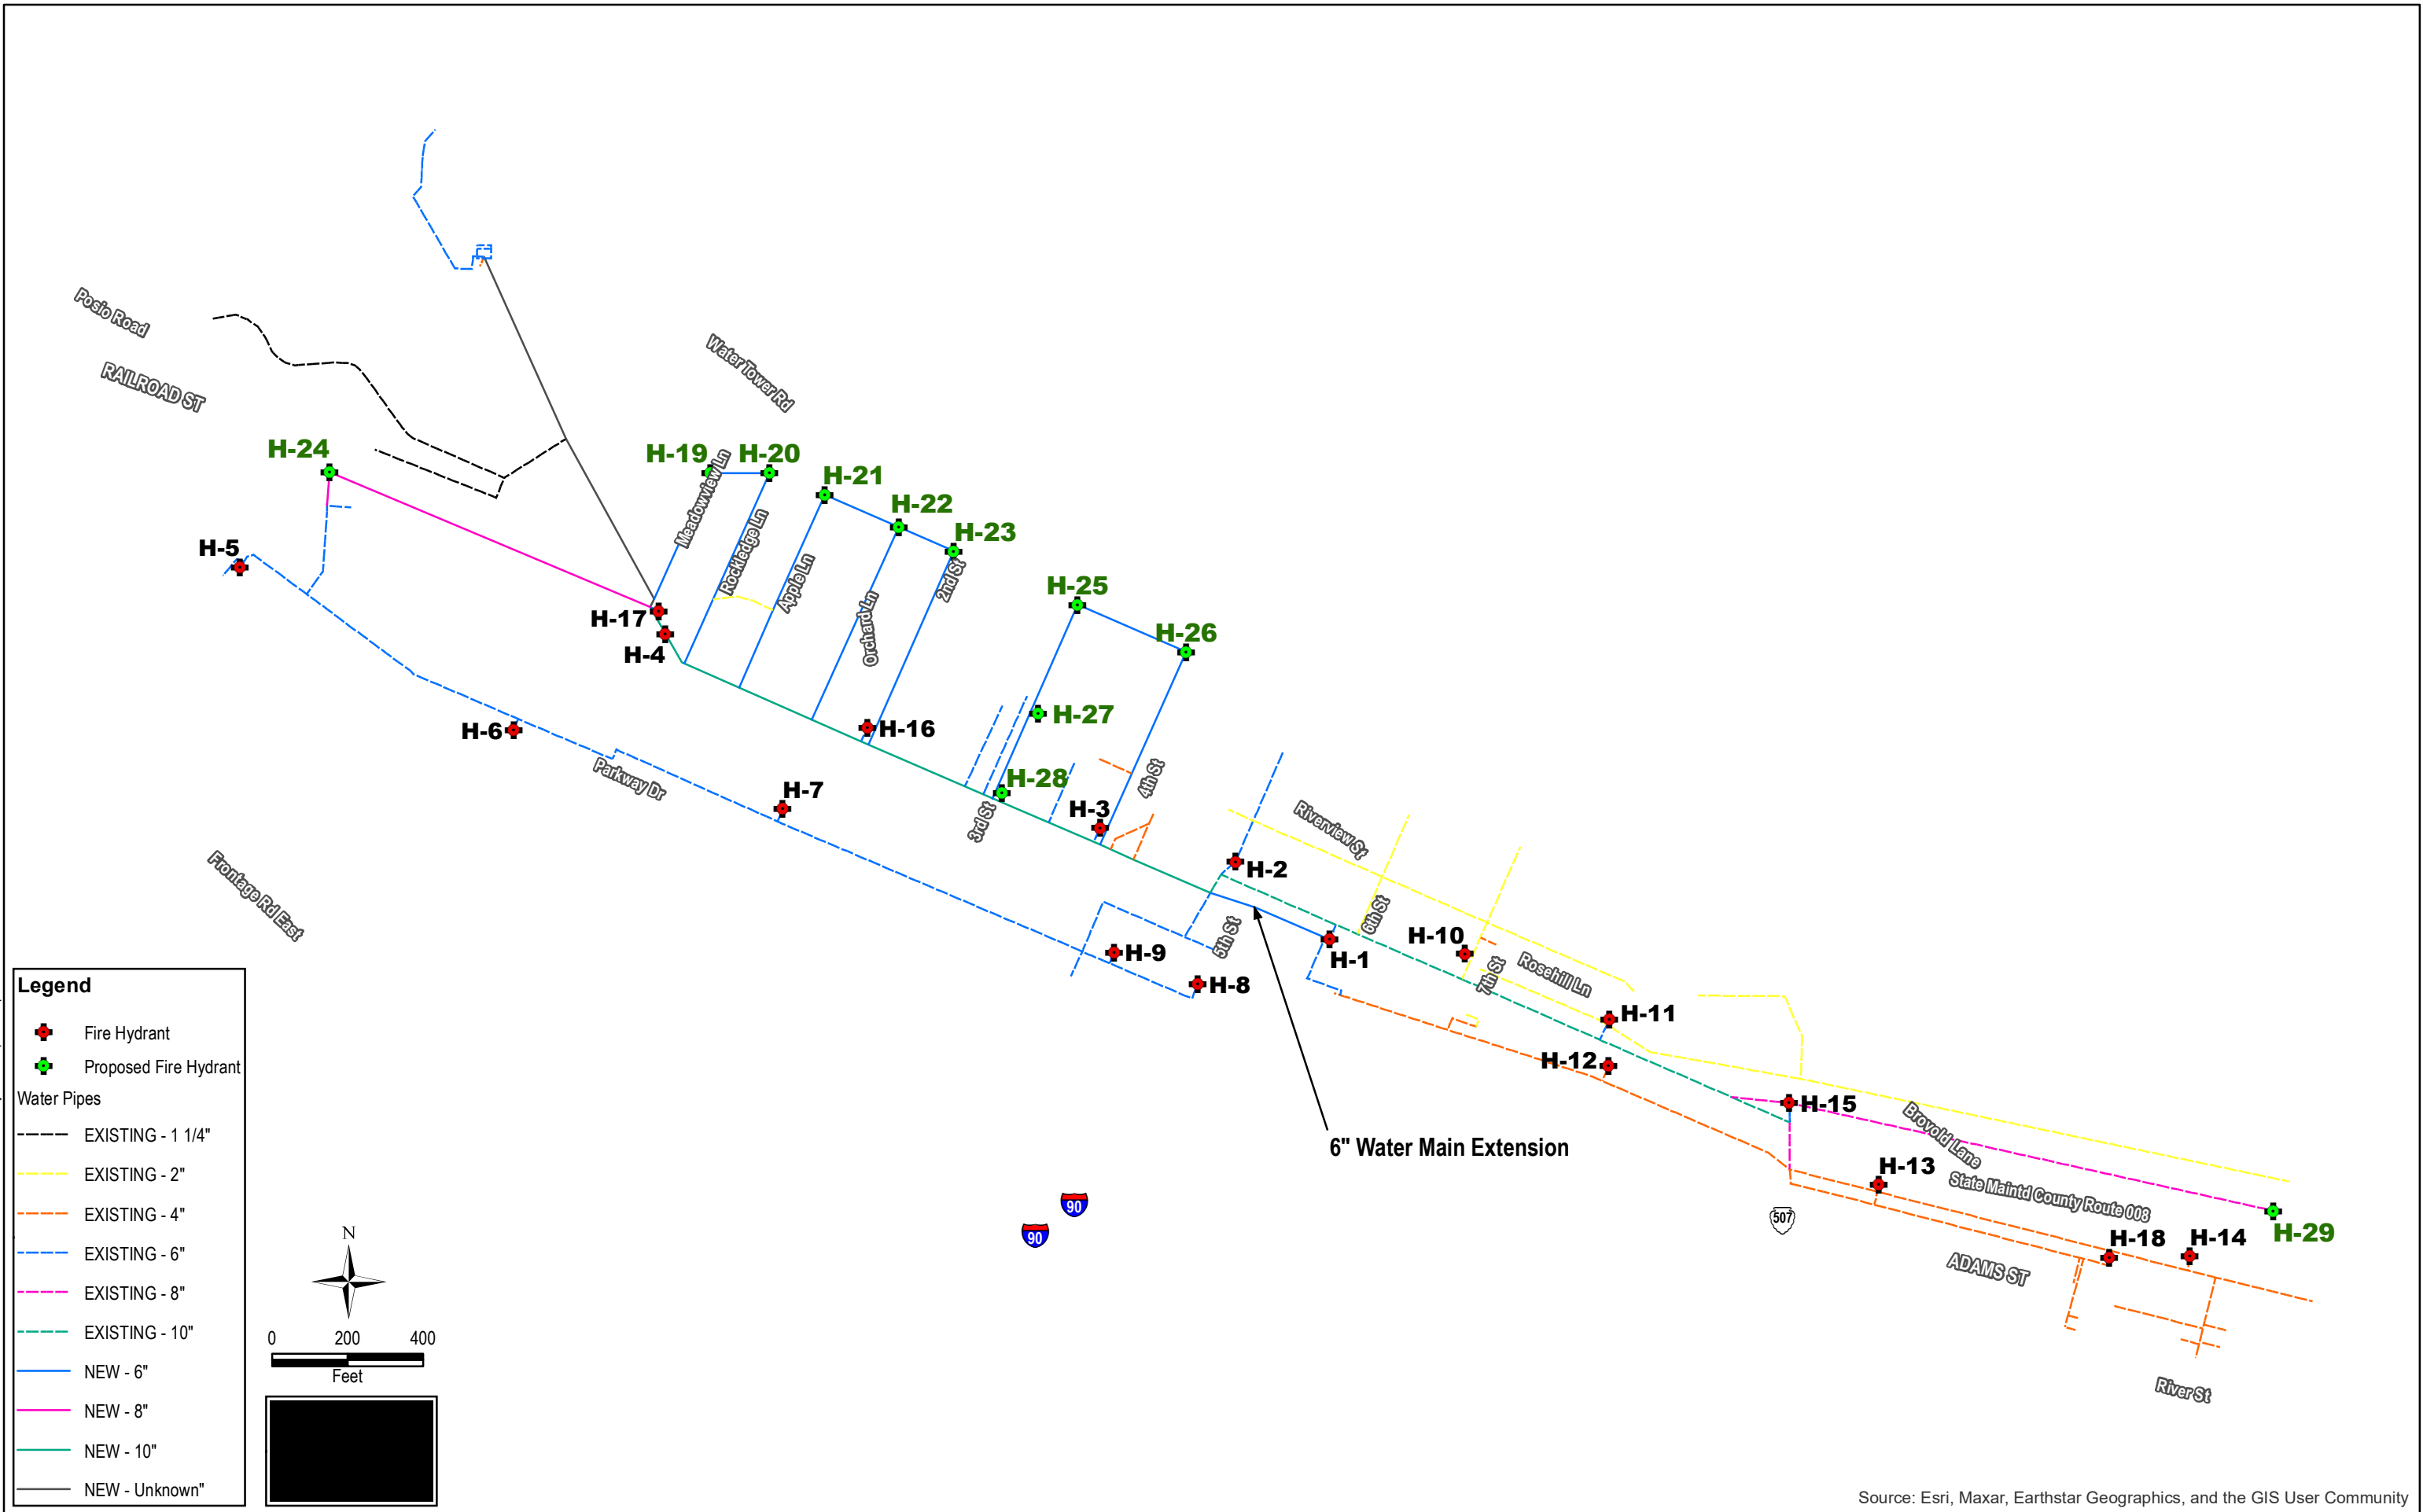 Posio Road
RAILROAD ST
Water Tower Rd
H-24
H-19
H-20
H-21
H-22
H-23
Meadowview Ln
Rockledge Ln
Apple Ln
Orchard Ln
2nd St
H-5
H-17
H-4
H-25
H-26
H-27
H-16
H-6
Parkway Dr
H-7
H-28
3rd St
H-3
4th St
Riverview St
H-2
Frontage Rd East
5th St
6th St
H-9
H-8
H-1
H-10
7th St
Rosehill Ln
H-11
H-12
H-15
6" Water Main Extension
Brovold Lane
H-13
State Maintd County Route 008
H-29
H-18
H-14
ADAMS ST
River St
90
90
507
Legend
Fire Hydrant
Proposed Fire Hydrant
Water Pipes
EXISTING - 1 1/4"
EXISTING - 2"
EXISTING - 4"
EXISTING - 6"
EXISTING - 8"
EXISTING - 10"
NEW - 6"
NEW - 8"
NEW - 10"
NEW - Unknown"
N
0 200 400
Feet
Source: Esri, Maxar, Earthstar Geographics, and the GIS User Community